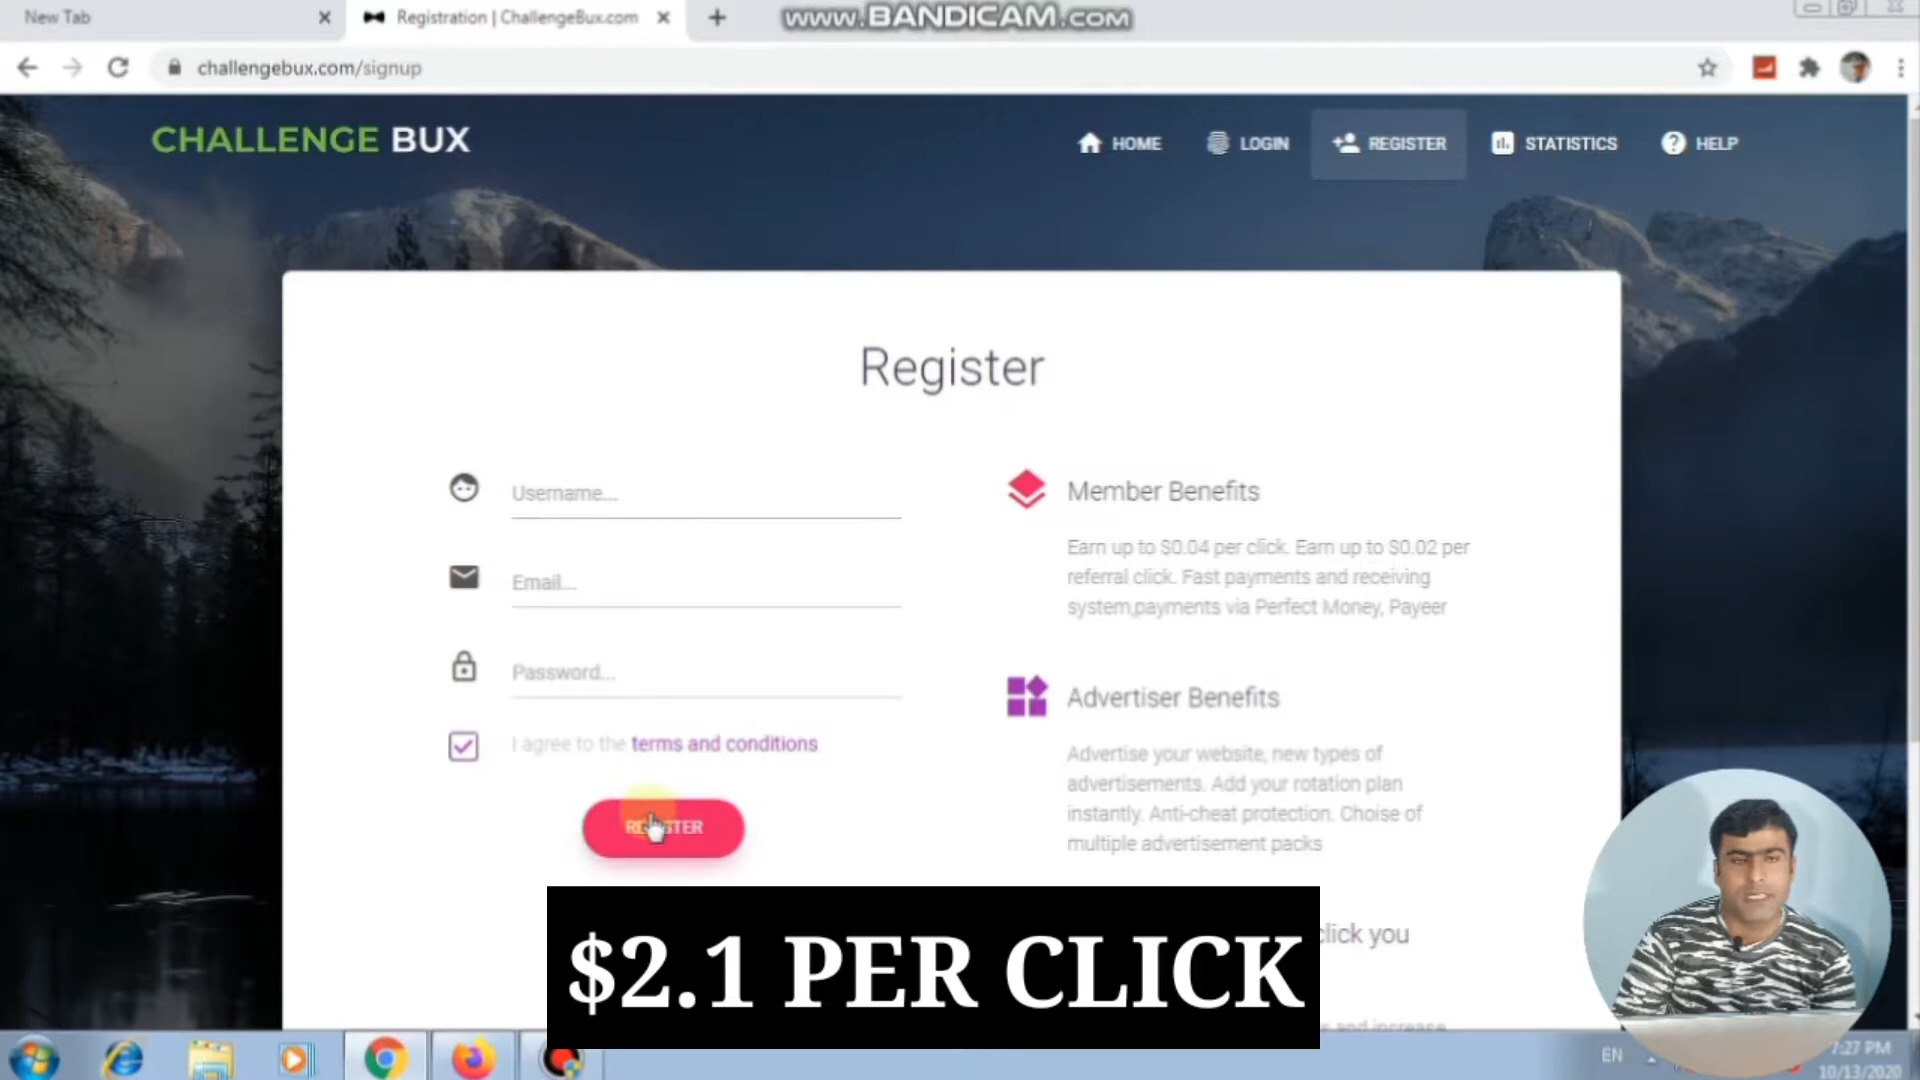 New Tab
Registration | ChallengeBux.com
www.BANDICAM.com
challengebux.com/signup
CHALLENGE BUX
HOME
LOGIN
REGISTER
STATISTICS
HELP
Register
Username...
Email...
Password...
I agree to the terms and conditions
REGISTER
Member Benefits
Earn up to $0.04 per click. Earn up to $0.02 per
referral click. Fast payments and receiving
system,payments via Perfect Money, Payeer
Advertiser Benefits
Advertise your website, new types of
advertisements. Add your rotation plan
instantly. Anti-cheat protection. Choise of
multiple advertisement packs
click you
and increase
$2.1 PER CLICK
EN
7:27 PM
10/13/2020